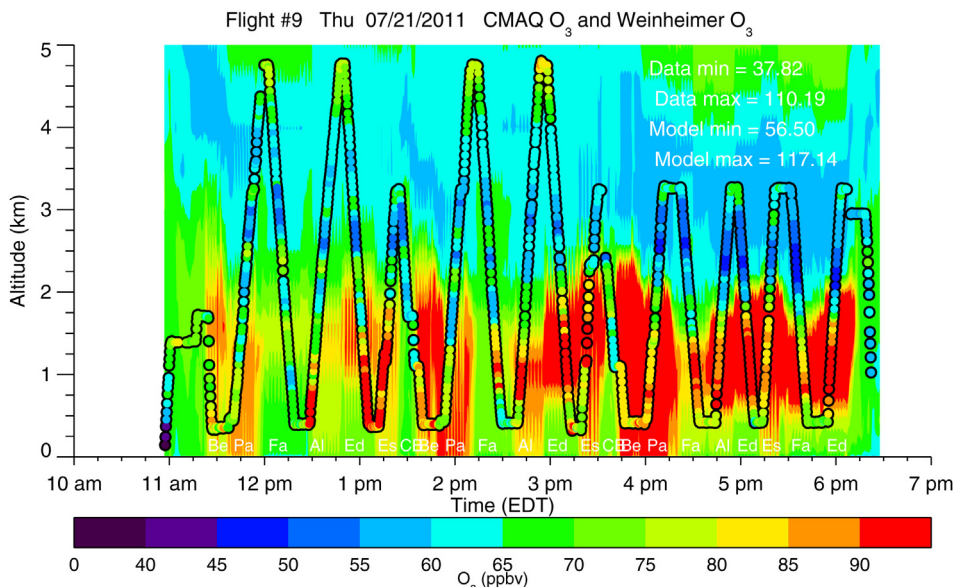 Flight #9 Thu 07/21/2011 CMAQ O3 and Weinheimer O3
Data min = 37.82
Data max = 110.19
Model min = 56.50
Model max = 117.14
5
4
3
2
1
0
Altitude (km)
Be Pa Fa Al Ed Es CB Be Pa Fa Al Ed Es CB Be Pa Fa Al Ed Es Fa Ed
10 am 11 am 12 pm 1 pm 2 pm 3 pm 4 pm 5 pm 6 pm 7 pm
Time (EDT)
0 40 45 50 55 60 65 70 75 80 85 90
O3 (ppbv)